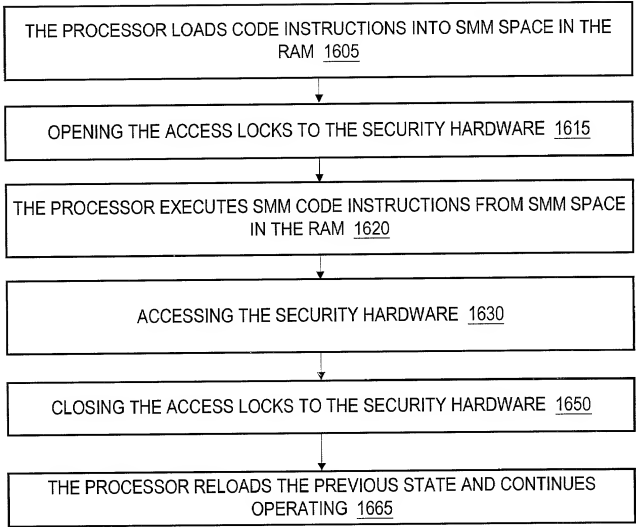 THE PROCESSOR LOADS CODE INSTRUCTIONS INTO SMM SPACE IN THE
RAM 1605
OPENING THE ACCESS LOCKS TO THE SECURITY HARDWARE 1615
THE PROCESSOR EXECUTES SMM CODE INSTRUCTIONS FROM SMM SPACE
IN THE RAM 1620
ACCESSING THE SECURITY HARDWARE 1630
CLOSING THE ACCESS LOCKS TO THE SECURITY HARDWARE 1650
THE PROCESSOR RELOADS THE PREVIOUS STATE AND CONTINUES
OPERATING 1665